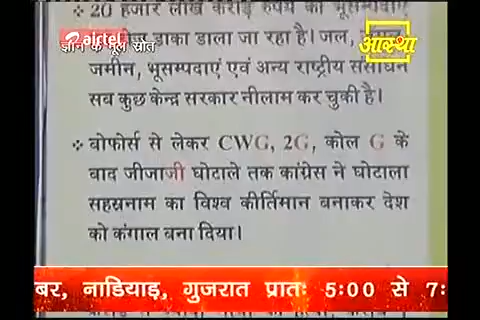 20 हजार लाख करोड़ रुपये की भूसम्पदाएं
airtel
आस्था
डाका डाला जा रहा है। जल,
ज्ञान के मूल स्रोत
जमीन, भूसम्पदाएं एवं अन्य राष्ट्रीय संसाधन
सब कुछ केन्द्र सरकार नीलाम कर चुकी है।
बोफोर्स से लेकर CWG, 2G, कोल G के
बाद जीजाजी घोटाले तक कांग्रेस ने घोटाला
सहस्रनाम का विश्व कीर्तिमान बनाकर देश
को कंगाल बना दिया।
बर, नाडियाड़, गुजरात प्रातः 5:00 से 7: